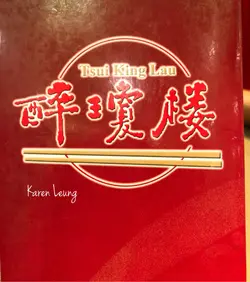 Tsui King Lau
醉瓊樓
Karen Leung